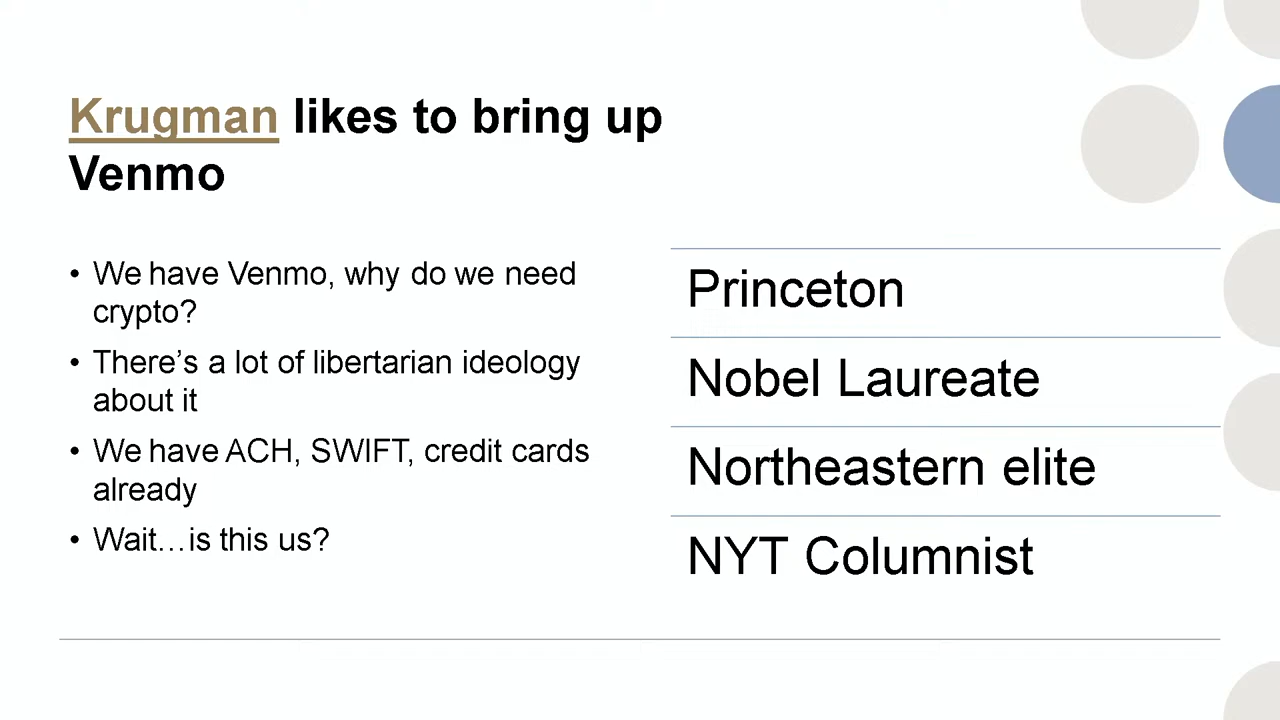 Krugman likes to bring up
Venmo
• We have Venmo, why do we need
crypto?
• There’s a lot of libertarian ideology
about it
• We have ACH, SWIFT, credit cards
already
• Wait…is this us?
Princeton
Nobel Laureate
Northeastern elite
NYT Columnist